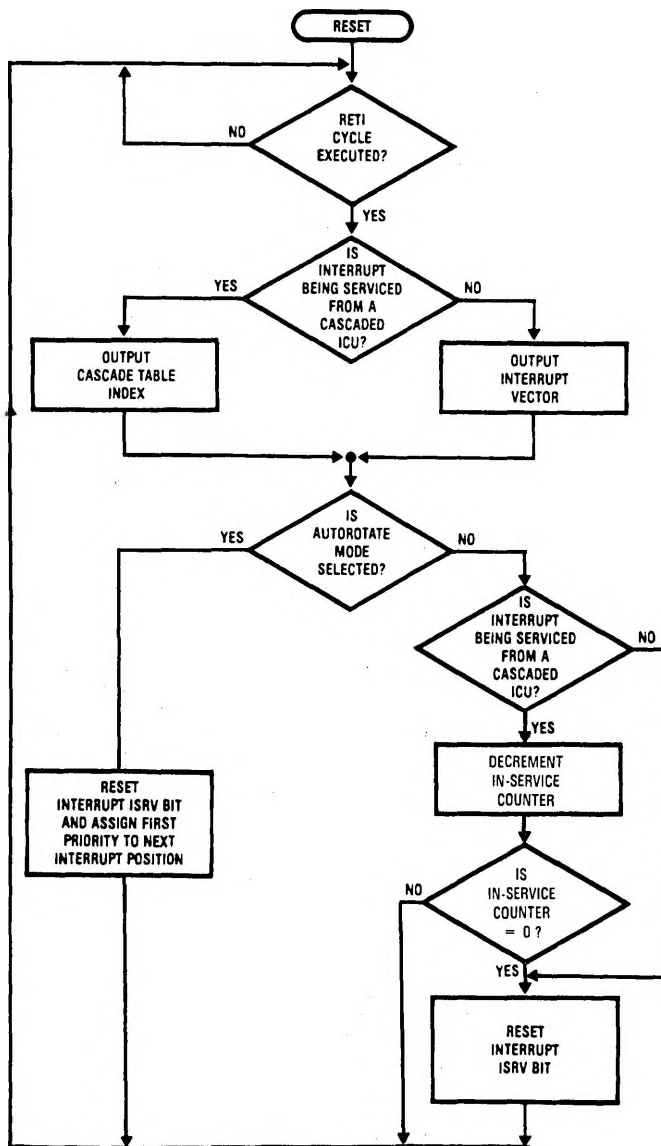 RESET
RETI
CYCLE
EXECUTED?
NO
YES
IS
INTERRUPT
BEING SERVICED
FROM A
CASCADED
ICU?
YES
NO
OUTPUT
CASCADE TABLE
INDEX
OUTPUT
INTERRUPT
VECTOR
IS
AUTOROTATE
MODE
SELECTED?
YES
NO
IS
INTERRUPT
BEING SERVICED
FROM A
CASCADED
ICU?
NO
YES
DECREMENT
IN-SERVICE
COUNTER
RESET
INTERRUPT ISRV BIT
AND ASSIGN FIRST
PRIORITY TO NEXT
INTERRUPT POSITION
IS
IN-SERVICE
COUNTER
= 0?
NO
YES
RESET
INTERRUPT
ISRV BIT